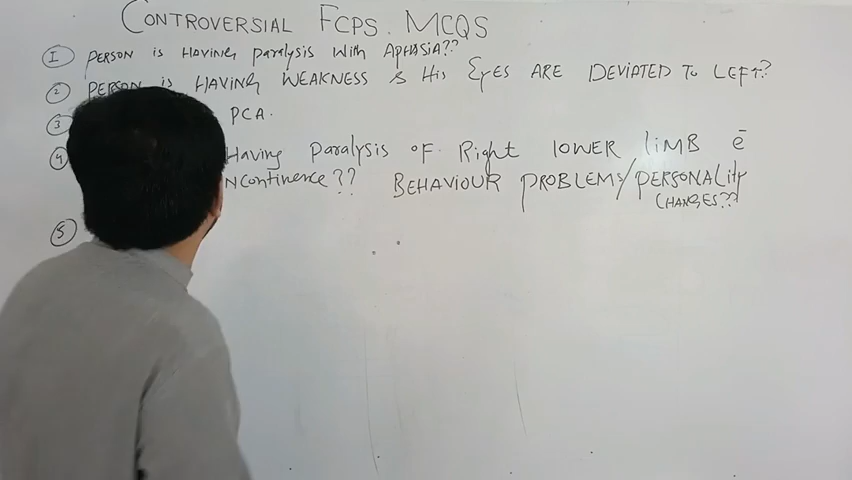 CONTROVERSIAL FCPS. MCQS
① PERSON is HAVING PARALYSIS WITH APHASIA??
② PERSON is HAVING WEAKNESS & His EYES ARE DEVIATED TO LEFT?
③ PCA.
④ Having PARALYSIS OF Right LOWER LIMB ē
NContinence?? BEHAVIOUR PROBLEMS/PERSONALITY
CHANGES??
⑤